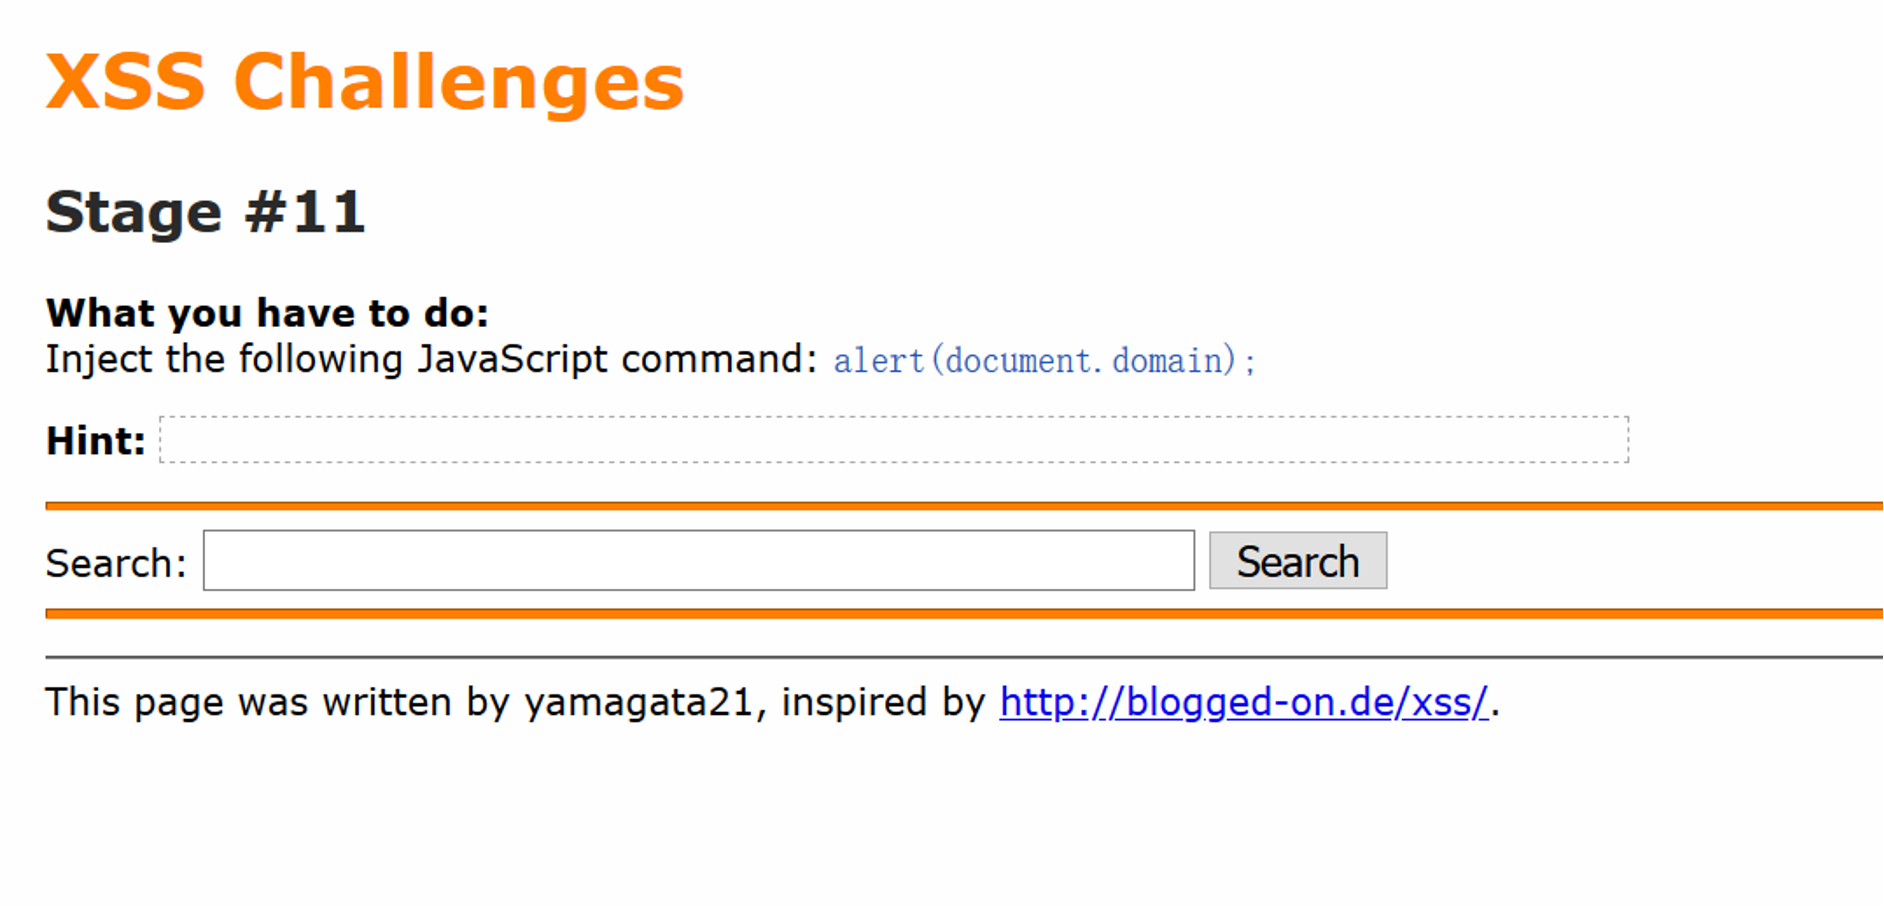 XSS Challenges
Stage #11
What you have to do:
Inject the following JavaScript command: alert(document.domain);
Hint:
Search: Search
This page was written by yamagata21, inspired by http://blogged-on.de/xss/.